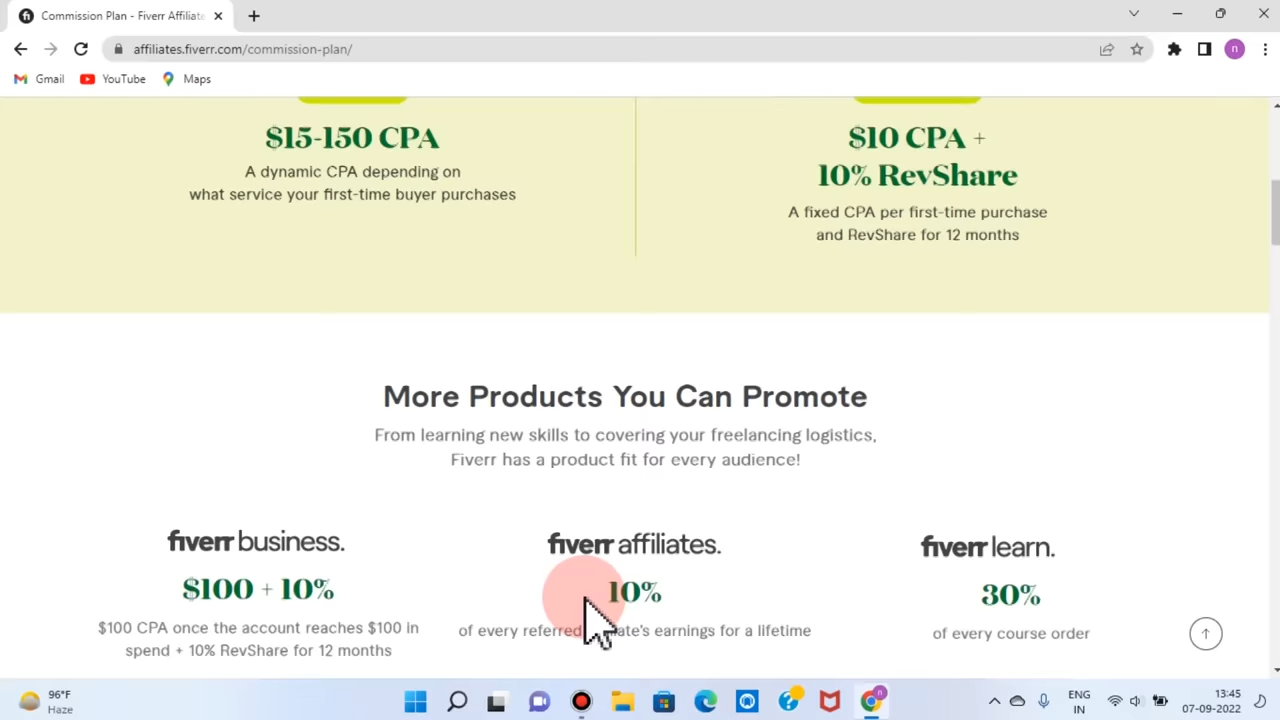 Commission Plan - Fiverr Affiliate
affiliates.fiverr.com/commission-plan/
n
Gmail
YouTube
Maps
$15-150 CPA
A dynamic CPA depending on
what service your first-time buyer purchases
$10 CPA +
10% RevShare
A fixed CPA per first-time purchase
and RevShare for 12 months
More Products You Can Promote
From learning new skills to covering your freelancing logistics,
Fiverr has a product fit for every audience!
fiverr business.
$100 + 10%
$100 CPA once the account reaches $100 in
spend + 10% RevShare for 12 months
fiverr affiliates.
10%
of every referred earnings for a lifetime
fiverr learn.
30%
of every course order
96°F
Haze
ENG
IN
13:45
07-09-2022